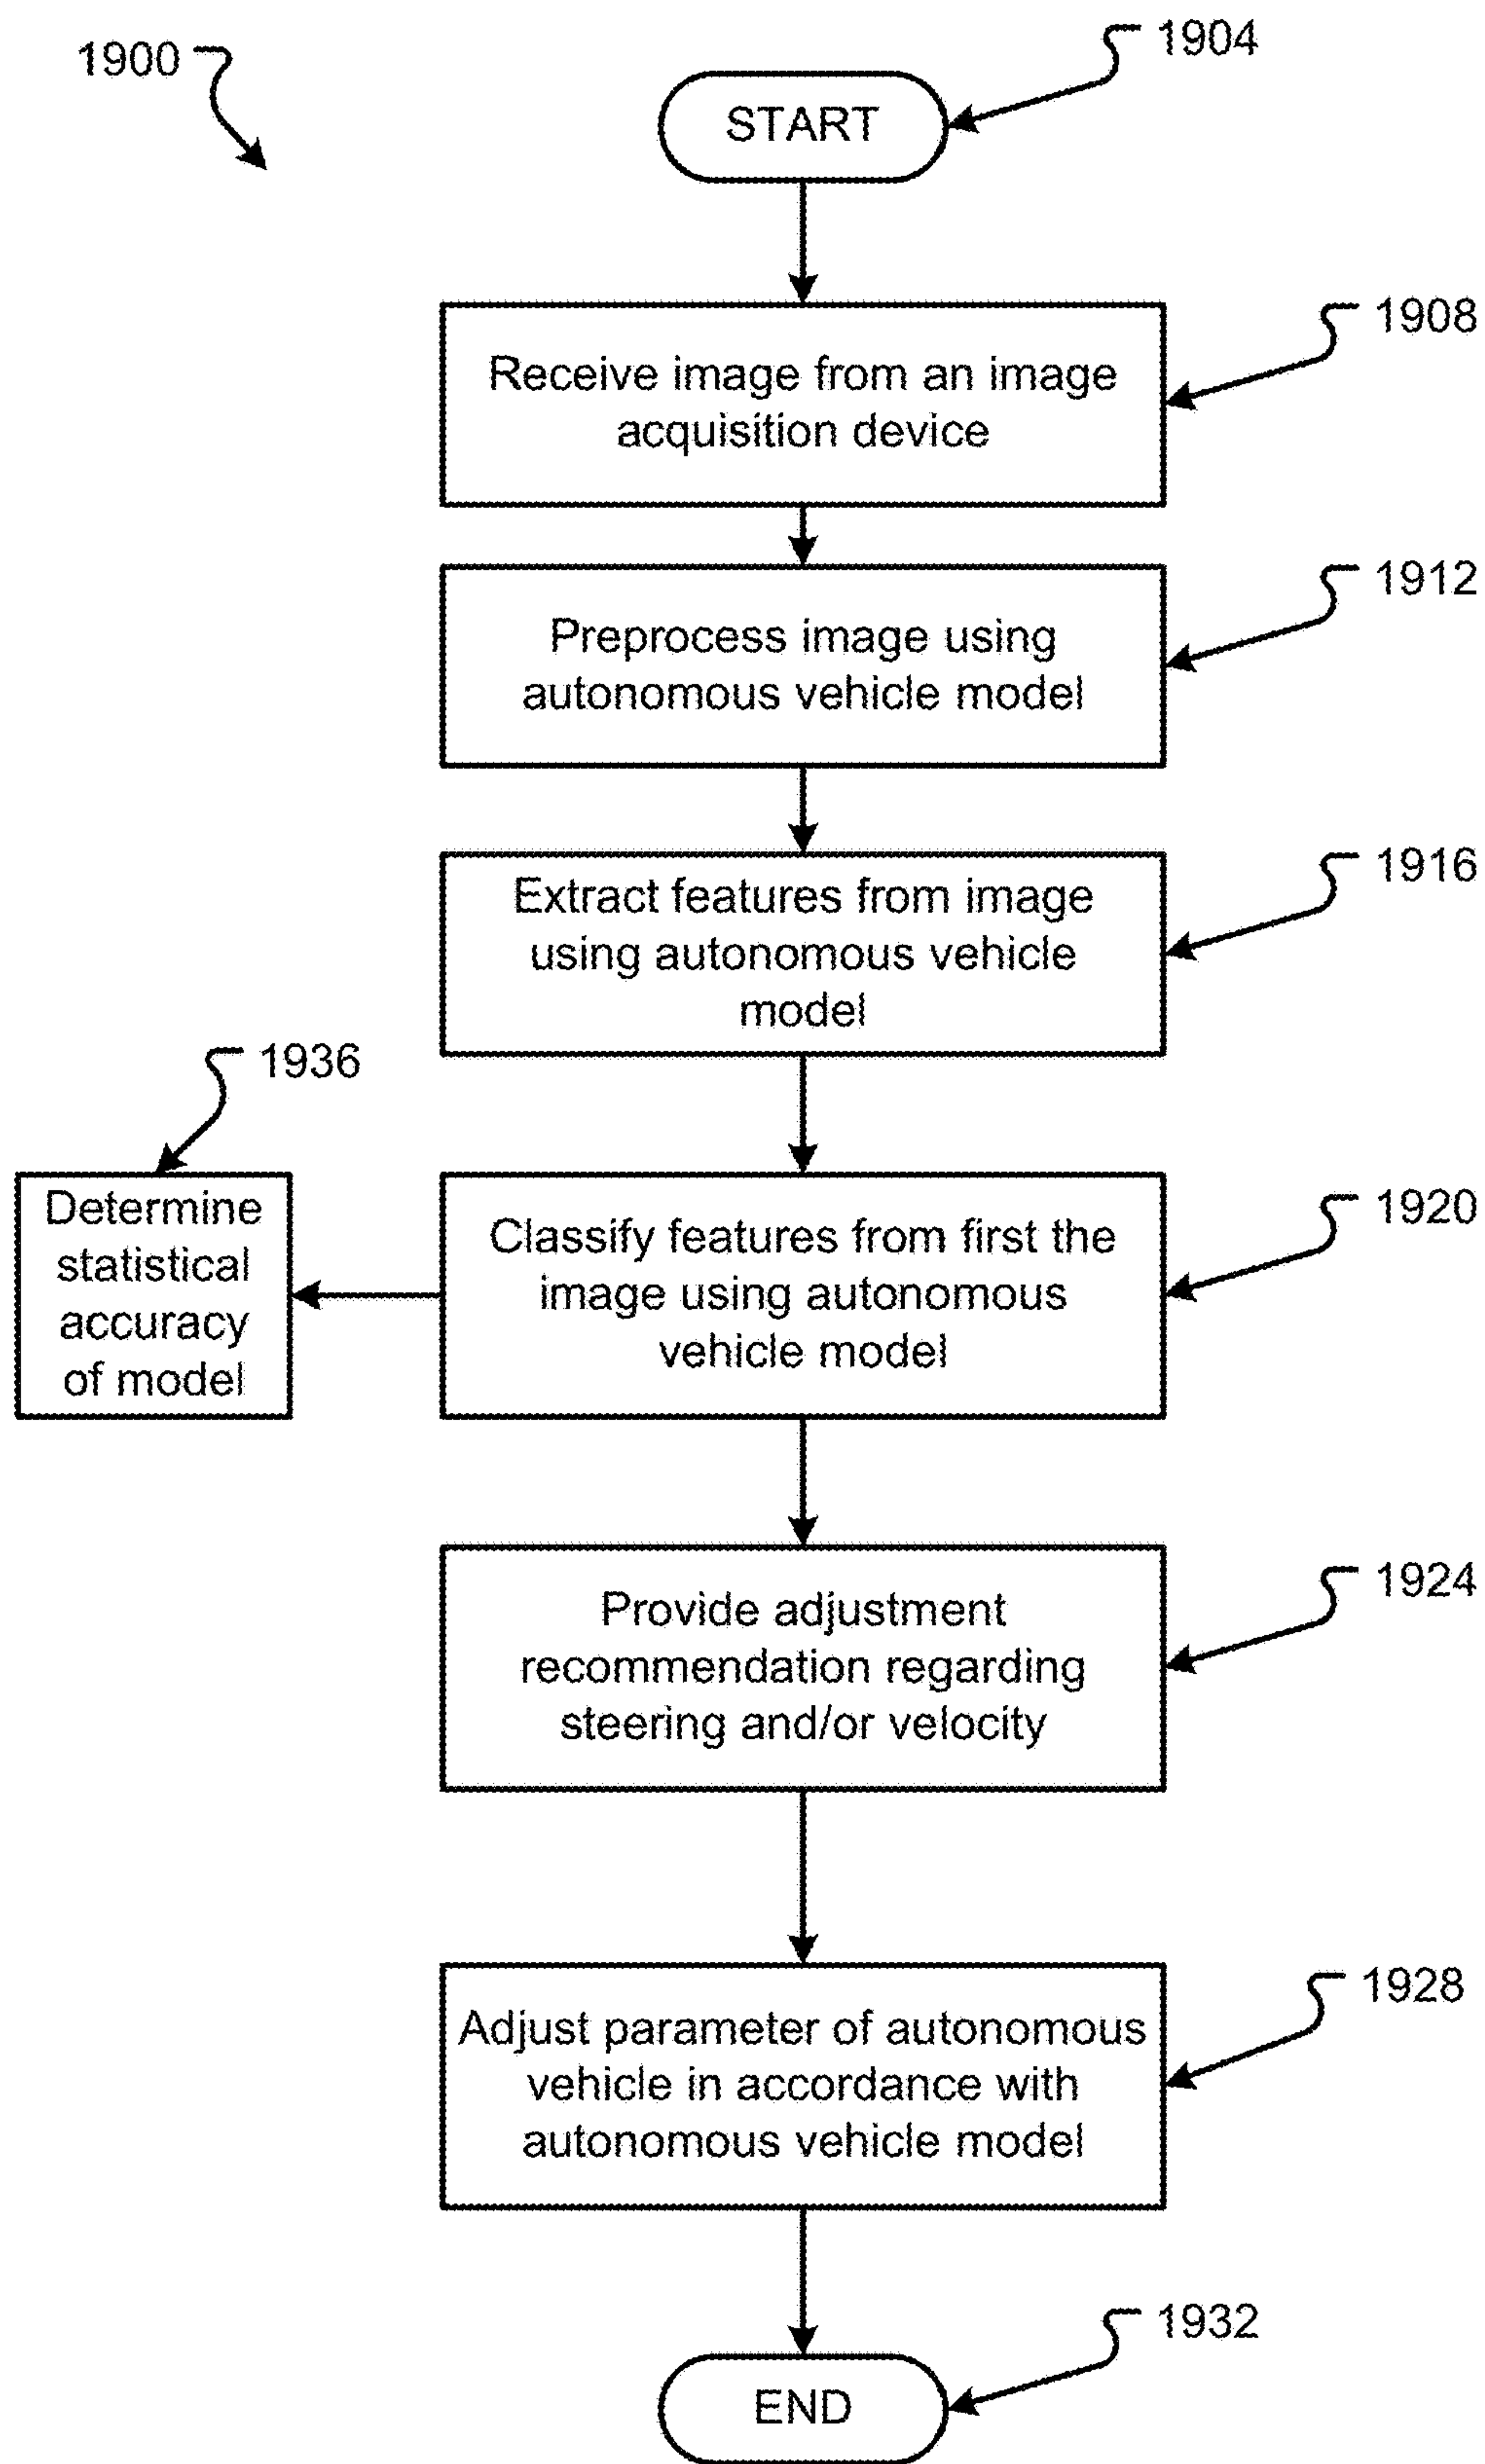 1900
1904
START
1908
Receive image from an image
acquisition device
1912
Preprocess image using
autonomous vehicle model
1916
Extract features from image
using autonomous vehicle
model
1936
Determine
statistical
accuracy
of model
1920
Classify features from first the
image using autonomous
vehicle model
1924
Provide adjustment
recommendation regarding
steering and/or velocity
1928
Adjust parameter of autonomous
vehicle in accordance with
autonomous vehicle model
1932
END